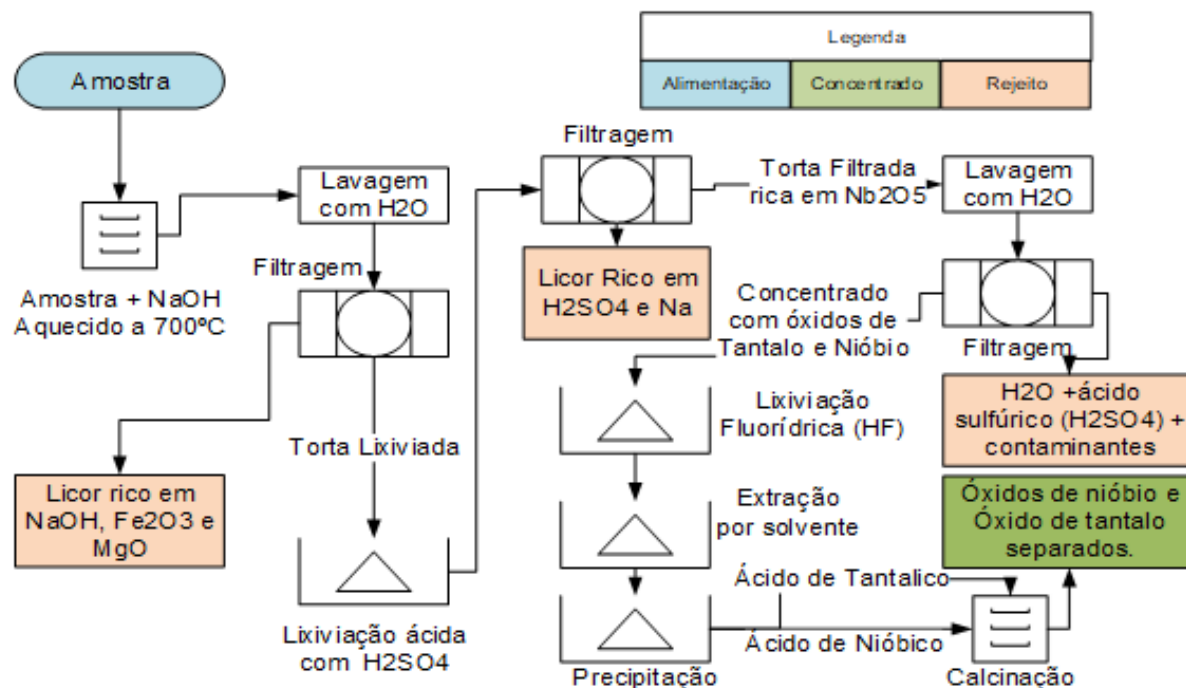 Legenda
Alimentação
Concentrado
Rejeito
Amostra
Amostra + NaOH
Aquecido a 700ºC
Lavagem
com H2O
Filtragem
Licor rico em
NaOH, Fe2O3 e
MgO
Torta Lixiviada
Lixiviação ácida
com H2SO4
Filtragem
Licor Rico em
H2SO4 e Na
Torta Filtrada
rica em Nb2O5
Lavagem
com H2O
Filtragem
H2O +ácido
sulfúrico (H2SO4) +
contaminantes
Concentrado
com óxidos de
Tantalo e Nióbio
Lixiviação
Fluorídrica (HF)
Extração
por solvente
Precipitação
Ácido de Tantalico
Ácido de Nióbico
Calcinação
Óxidos de nióbio e
Óxido de tantalo
separados.